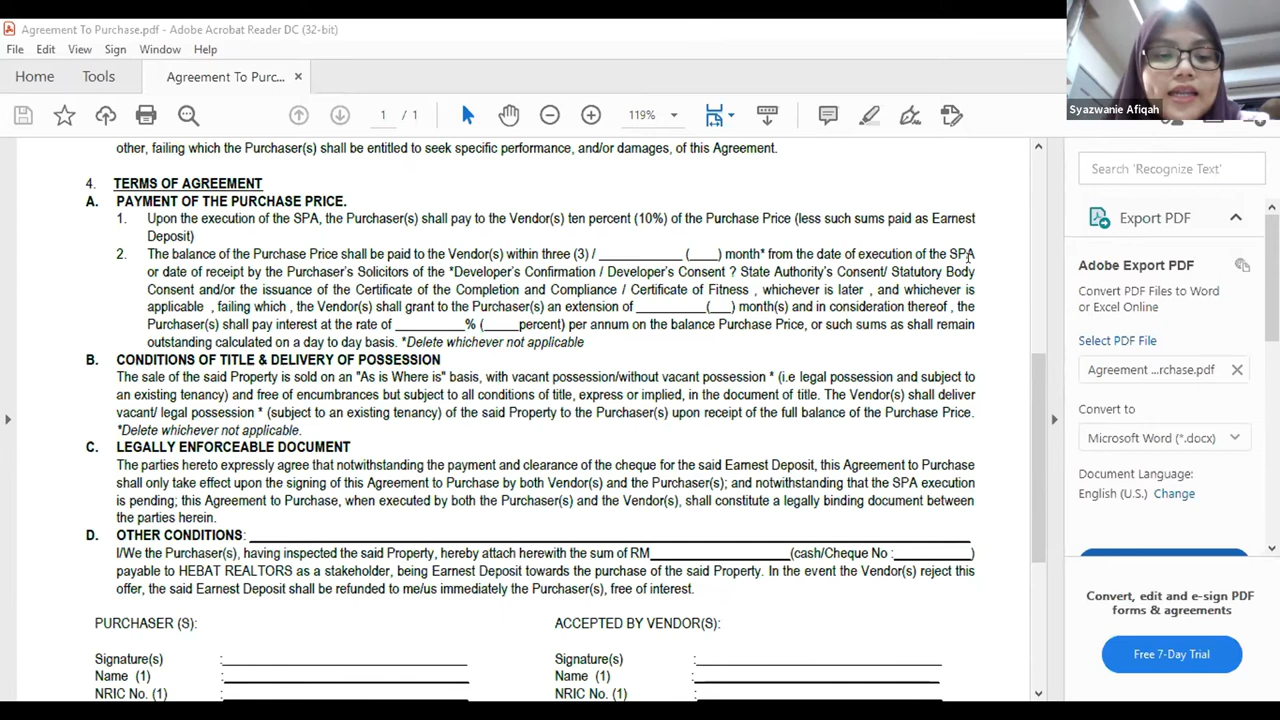 Agreement To Purchase.pdf - Adobe Acrobat Reader DC (32-bit)
File Edit View Sign Window Help
Home Tools Agreement To Purc... ×
1 / 1 119%
Syazwanie Afiqah
other, failing which the Purchaser(s) shall be entitled to seek specific performance, and/or damages, of this Agreement.
4. TERMS OF AGREEMENT
A. PAYMENT OF THE PURCHASE PRICE.
1. Upon the execution of the SPA, the Purchaser(s) shall pay to the Vendor(s) ten percent (10%) of the Purchase Price (less such sums paid as Earnest
Deposit)
2. The balance of the Purchase Price shall be paid to the Vendor(s) within three (3) / ____________ (____) month* from the date of execution of the SPA
or date of receipt by the Purchaser's Solicitors of the *Developer's Confirmation / Developer's Consent ? State Authority's Consent/ Statutory Body
Consent and/or the issuance of the Certificate of the Completion and Compliance / Certificate of Fitness , whichever is later , and whichever is
applicable , failing which , the Vendor(s) shall grant to the Purchaser(s) an extension of __________(___) month(s) and in consideration thereof , the
Purchaser(s) shall pay interest at the rate of __________% (_____percent) per annum on the balance Purchase Price, or such sums as shall remain
outstanding calculated on a day to day basis. *Delete whichever not applicable
B. CONDITIONS OF TITLE & DELIVERY OF POSSESSION
The sale of the said Property is sold on an "As is Where is" basis, with vacant possession/without vacant possession * (i.e legal possession and subject to
an existing tenancy) and free of encumbrances but subject to all conditions of title, express or implied, in the document of title. The Vendor(s) shall deliver
vacant/ legal possession * (subject to an existing tenancy) of the said Property to the Purchaser(s) upon receipt of the full balance of the Purchase Price.
*Delete whichever not applicable.
C. LEGALLY ENFORCEABLE DOCUMENT
The parties hereto expressly agree that notwithstanding the payment and clearance of the cheque for the said Earnest Deposit, this Agreement to Purchase
shall only take effect upon the signing of this Agreement to Purchase by both Vendor(s) and the Purchaser(s); and notwithstanding that the SPA execution
is pending; this Agreement to Purchase, when executed by both the Purchaser(s) and the Vendor(s), shall constitute a legally binding document between
the parties herein.
D. OTHER CONDITIONS: ____________________
I/We the Purchaser(s), having inspected the said Property, hereby attach herewith the sum of RM____________________(cash/Cheque No :___________)
payable to HEBAT REALTORS as a stakeholder, being Earnest Deposit towards the purchase of the said Property. In the event the Vendor(s) reject this
offer, the said Earnest Deposit shall be refunded to me/us immediately the Purchaser(s), free of interest.
PURCHASER (S): ACCEPTED BY VENDOR(S):
Signature(s) :____________________ Signature(s) :____________________
Name (1) :____________________ Name (1) :____________________
NRIC No. (1) :____________________ NRIC No. (1) :____________________
Search 'Recognize Text'
Export PDF
Adobe Export PDF
Convert PDF Files to Word
or Excel Online
Select PDF File
Agreement ...rchase.pdf ×
Convert to
Microsoft Word (*.docx)
Document Language:
English (U.S.) Change
Convert, edit and e-sign PDF
forms & agreements
Free 7-Day Trial